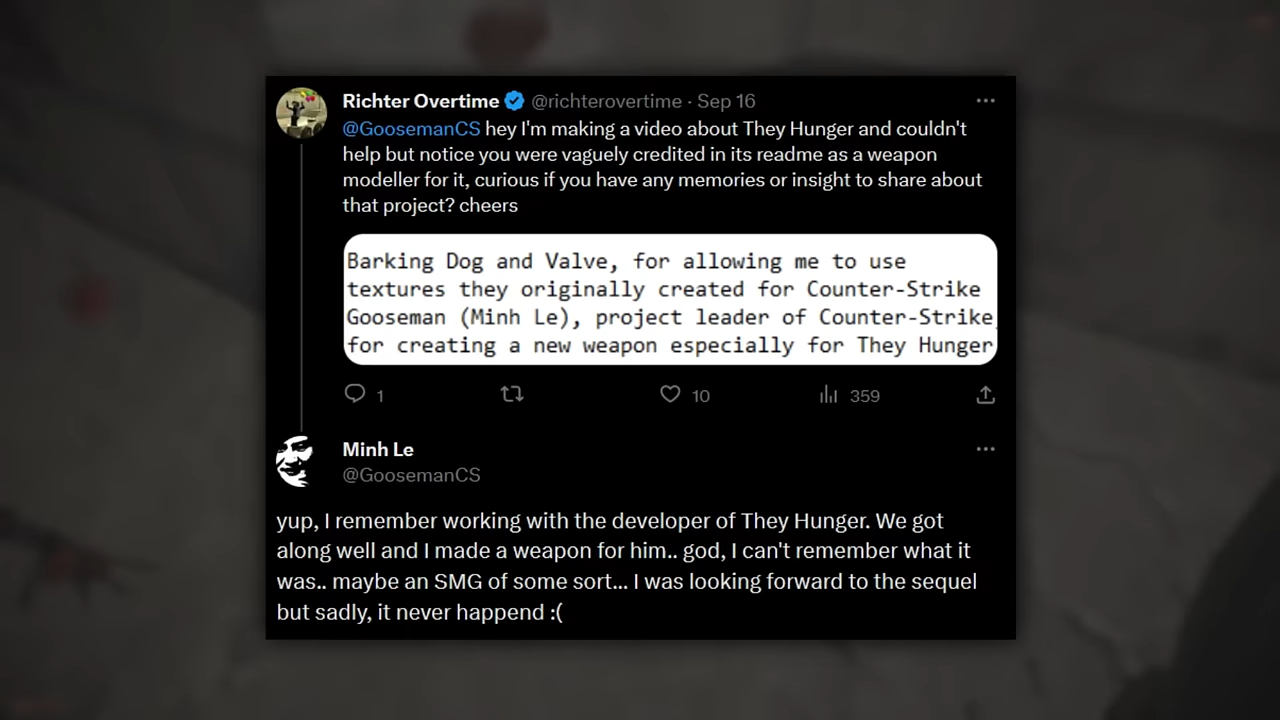 Richter Overtime @richterovertime · Sep 16
@GoosemanCS hey I'm making a video about They Hunger and couldn't
help but notice you were vaguely credited in its readme as a weapon
modeller for it, curious if you have any memories or insight to share about
that project? cheers
Barking Dog and Valve, for allowing me to use
textures they originally created for Counter-Strike
Gooseman (Minh Le), project leader of Counter-Strike,
for creating a new weapon especially for They Hunger
1 10 359
Minh Le
@GoosemanCS
yup, I remember working with the developer of They Hunger. We got
along well and I made a weapon for him.. god, I can't remember what it
was.. maybe an SMG of some sort... I was looking forward to the sequel
but sadly, it never happend :(